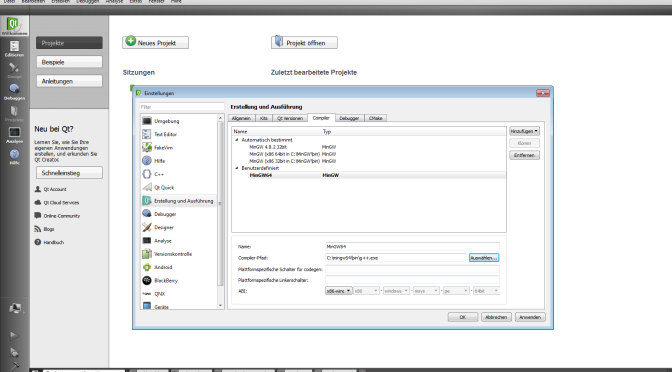 Datei Bearbeiten Erstellen Debuggen Analyse Extras Fenster Hilfe
Willkommen
Editieren
Design
Debuggen
Projekte
Analyse
Hilfe
Projekte
Beispiele
Anleitungen
Neu bei Qt?
Lernen Sie, wie Sie Ihre
eigenen Anwendungen
erstellen, und erkunden Sie
Qt Creator.
Schnelleinstieg
Qt Account
Qt Cloud Services
Online-Community
Blogs
Handbuch
Neues Projekt
Projekt öffnen
Sitzungen
Zuletzt bearbeitete Projekte
Einstellungen
Filter
Umgebung
Text Editor
FakeVim
Hilfe
C++
Qt Quick
Erstellung und Ausführung
Debugger
Designer
Analyse
Versionskontrolle
Android
BlackBerry
QNX
Geräte
Erstellung und Ausführung
Allgemein Kits Qt Versionen Compiler Debugger CMake
Name Typ
Automatisch bestimmt
MinGW 4.8.2 32bit MinGW
MinGW (x86 64bit in C:\MinGW\bin) MinGW
MinGW (x86 32bit in C:\MinGW\bin) MinGW
Benutzerdefiniert
MinGW64 MinGW
Hinzufügen
Klonen
Entfernen
Name: MinGW64
Compiler-Pfad: C:\mingw64\bin\g++.exe Auswählen...
Plattformspezifische Schalter für codegen:
Plattformspezifische Linkerschalter:
ABI: x86-wins x86 - windows - msys - pe - 64bit
OK Abbrechen Anwenden